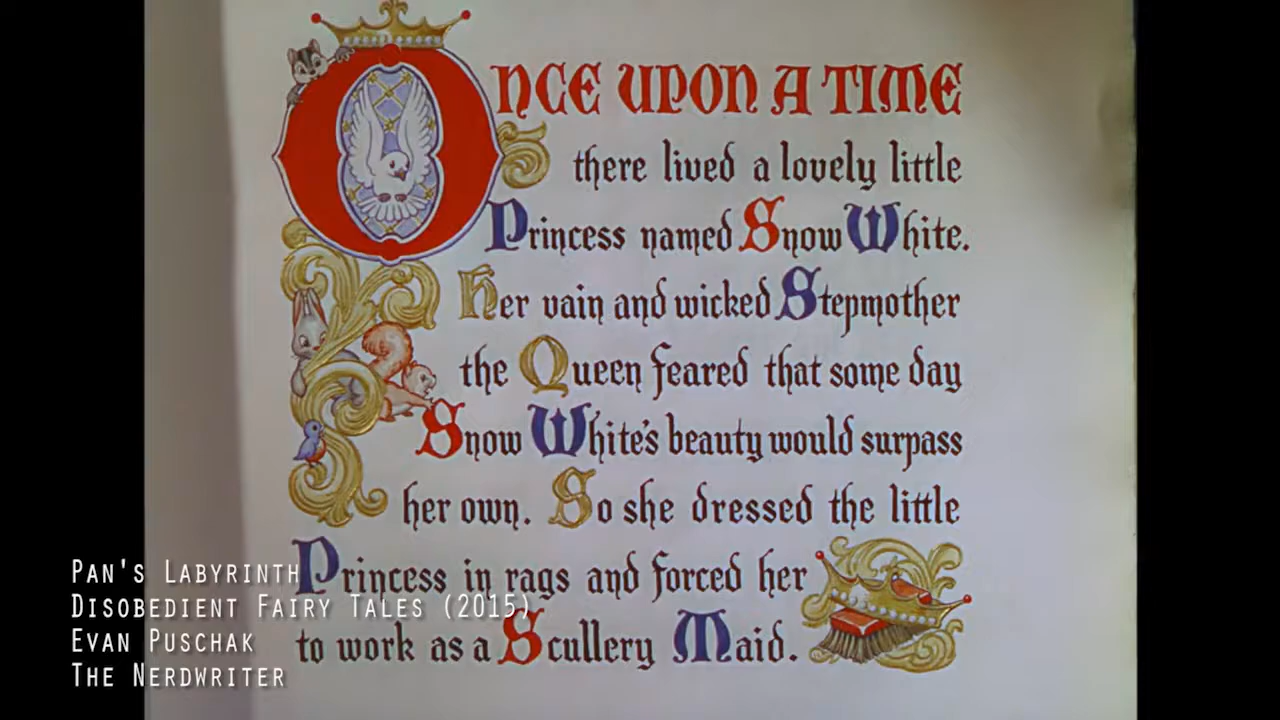 ONCE UPON A TIME
there lived a lovely little
Princess named Snow White.
Her vain and wicked Stepmother
the Queen feared that some day
Snow White's beauty would surpass
her own. So she dressed the little
Princess in rags and forced her
to work as a Scullery Maid.
PAN'S LABYRINTH
DISOBEDIENT FAIRY TALES (2015)
EVAN PUSCHAK
THE NERDWRITER